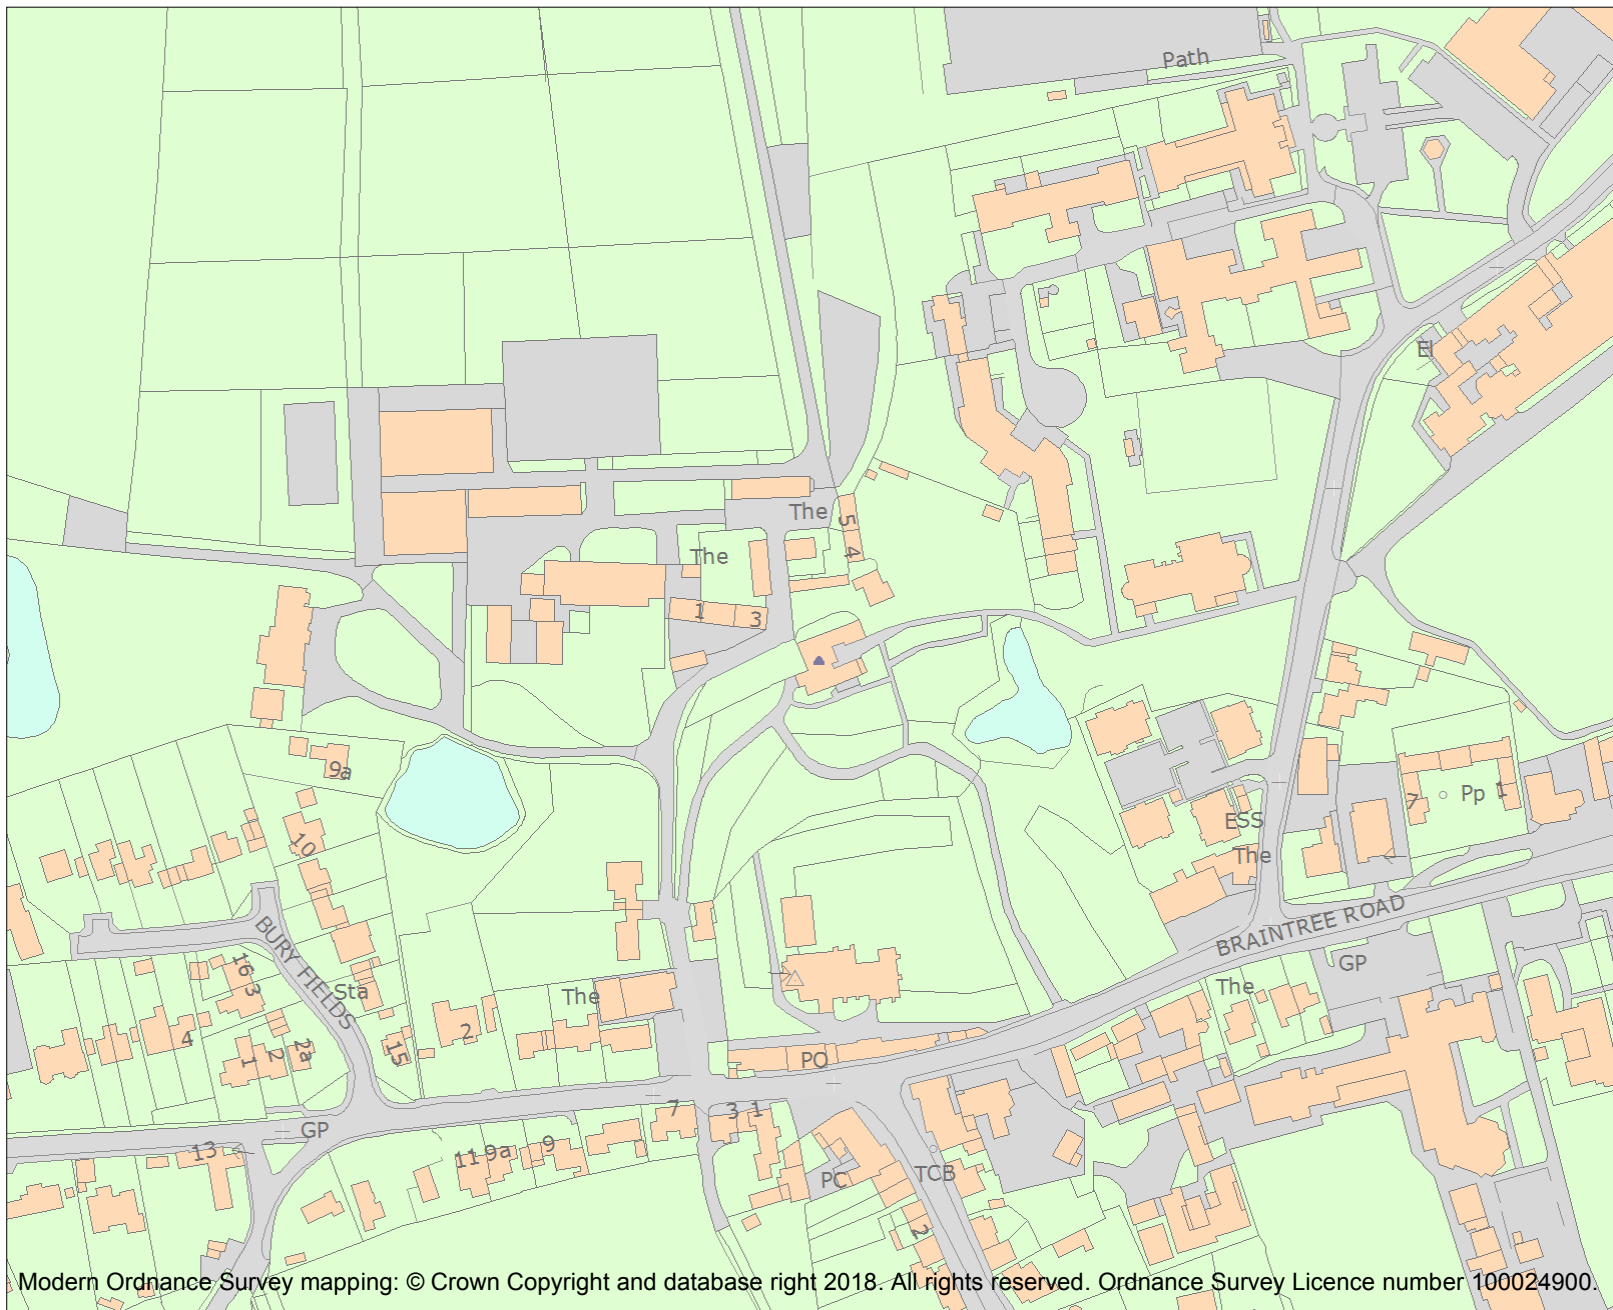 Path
El
The
5
4
The
1
3
9a
10
7
Pp
1
ESS
The
BRAINTREE ROAD
GP
The
BURY FIELDS
16
3
Sta
The
4
2
1
2
2a
15
PO
GP
7
3
1
13
11
9a
9
PC
TCB
2
Modern Ordnance Survey mapping: © Crown Copyright and database right 2018. All rights reserved. Ordnance Survey Licence number 100024900.